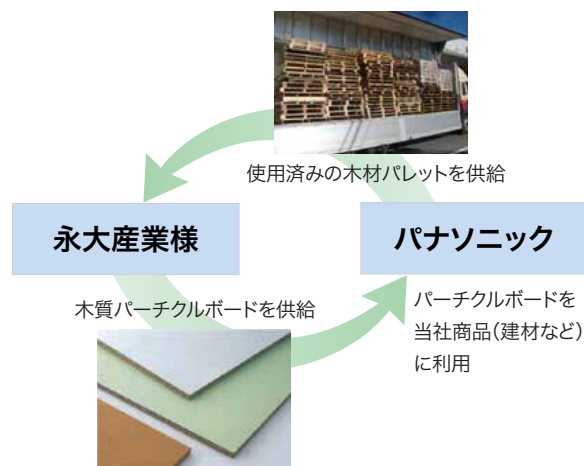 使用済みの木材パレットを供給
永大産業様
パナソニック
木質パーチクルボードを供給
パーチクルボードを
当社商品(建材など)
に利用